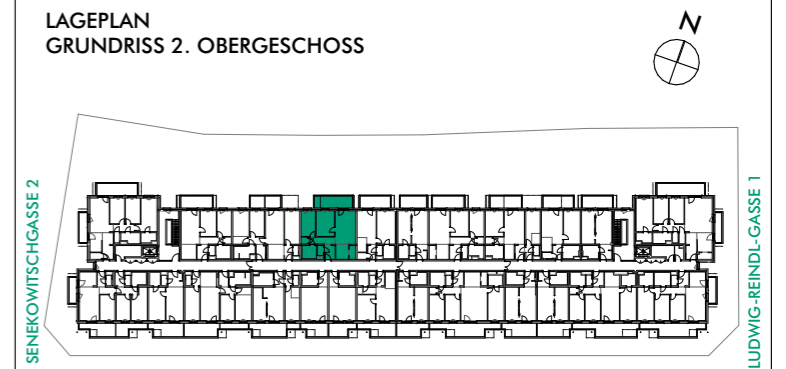 LAGEPLAN
GRUNDRISS 2. OBERGESCHOSS
N
SENEKOWITSCHGASSE 2
LUDWIG-REINDL-GASSE 1